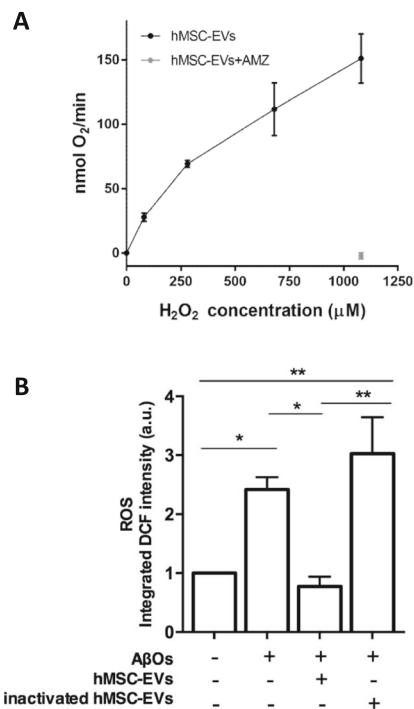 A
hMSC-EVs
hMSC-EVs+AMZ
nmol O₂/min
150
100
50
0
0 250 500 750 1000 1250
H₂O₂ concentration (μM)
B
**
* **
*
ROS
Integrated DCF intensity (a.u.)
4
3
2
1
0
AβOs - + + +
hMSC-EVs - - + -
inactivated hMSC-EVs - - - +